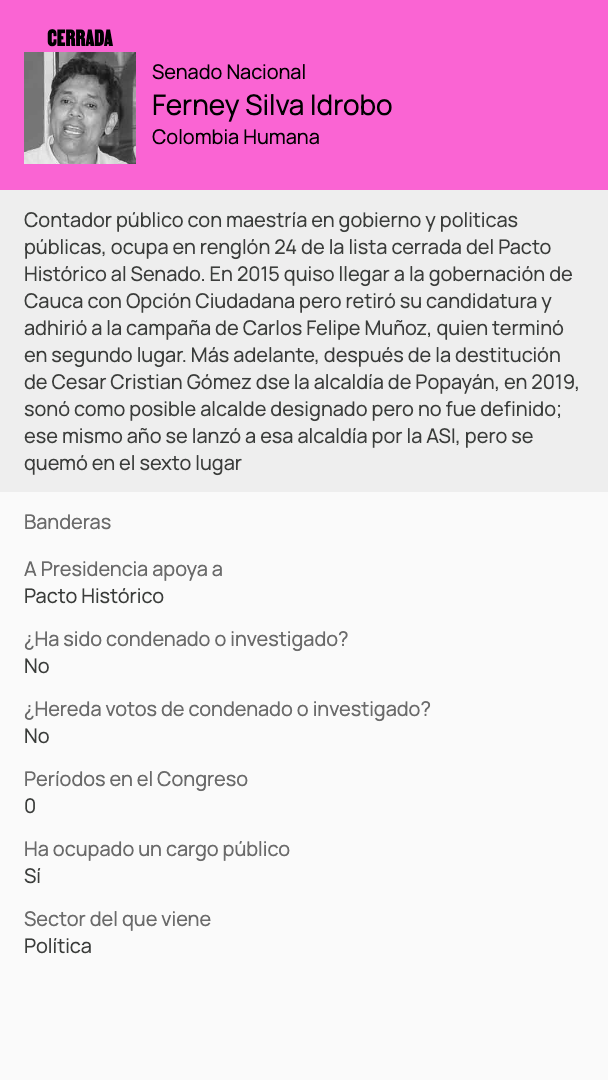 CERRADA
Senado Nacional
Ferney Silva Idrobo
Colombia Humana
Contador público con maestría en gobierno y politicas
públicas, ocupa en renglón 24 de la lista cerrada del Pacto
Histórico al Senado. En 2015 quiso llegar a la gobernación de
Cauca con Opción Ciudadana pero retiró su candidatura y
adhirió a la campaña de Carlos Felipe Muñoz, quien terminó
en segundo lugar. Más adelante, después de la destitución
de Cesar Cristian Gómez dse la alcaldía de Popayán, en 2019,
sonó como posible alcalde designado pero no fue definido;
ese mismo año se lanzó a esa alcaldía por la ASI, pero se
quemó en el sexto lugar
Banderas
A Presidencia apoya a
Pacto Histórico
¿Ha sido condenado o investigado?
No
¿Hereda votos de condenado o investigado?
No
Períodos en el Congreso
0
Ha ocupado un cargo público
Sí
Sector del que viene
Política